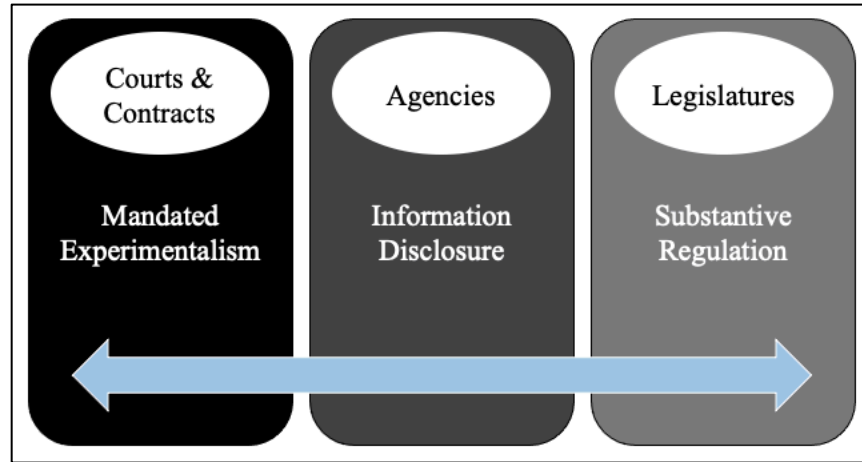 Courts &
Contracts
Mandated
Experimentalism
Agencies
Information
Disclosure
Legislatures
Substantive
Regulation